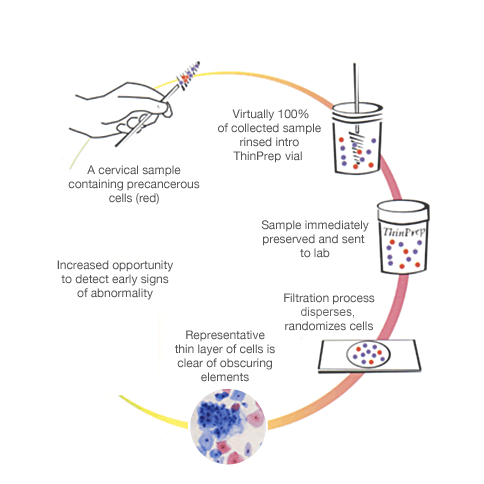 Virtually 100%
of collected sample
rinsed intro
ThinPrep vial
A cervical sample
containing precancerous
cells (red)
ThinPrep
Sample immediately
preserved and sent
to lab
Increased opportunity
to detect early signs
of abnormality
Filtration process
disperses,
randomizes cells
Representative
thin layer of cells is
clear of obscuring
elements